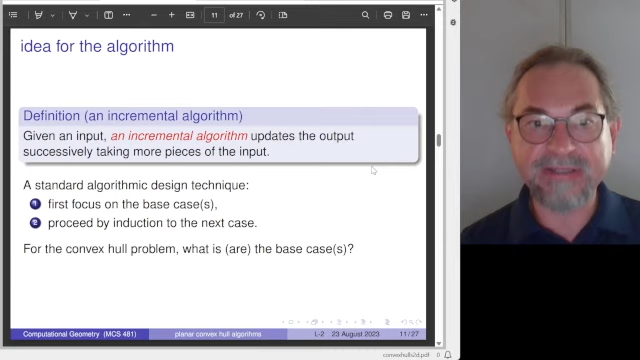 11 of 27
idea for the algorithm
Definition (an incremental algorithm)
Given an input, an incremental algorithm updates the output
successively taking more pieces of the input.
A standard algorithmic design technique:
1 first focus on the base case(s),
2 proceed by induction to the next case.
For the convex hull problem, what is (are) the base case(s)?
Computational Geometry (MCS 481) planar convex hull algorithms L-2 23 August 2023 11 / 27
convexhulls2d.pdf 0